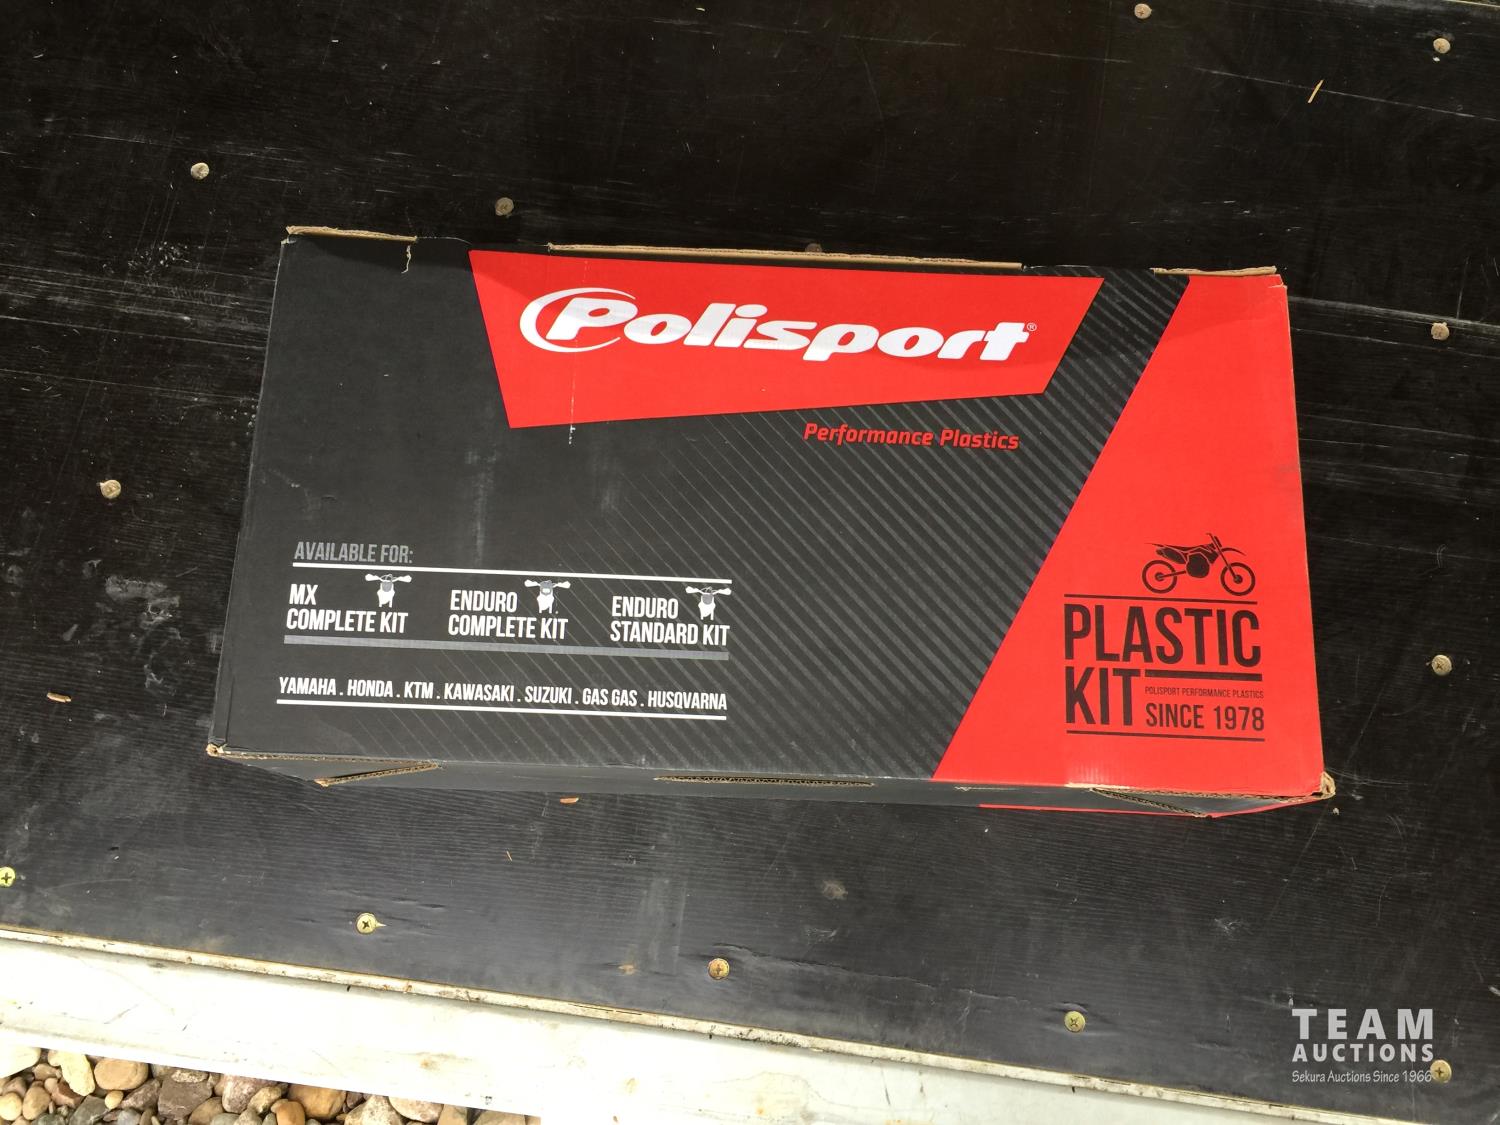 Polisport®
Performance Plastics
AVAILABLE FOR:
MX
COMPLETE KIT
ENDURO
COMPLETE KIT
ENDURO
STANDARD KIT
YAMAHA . HONDA . KTM . KAWASAKI . SUZUKI . GAS GAS . HUSQVARNA
PLASTIC
KIT
POLISPORT PERFORMANCE PLASTICS
SINCE 1978
TEAM
AUCTIONS
Sekura Auctions Since 1966